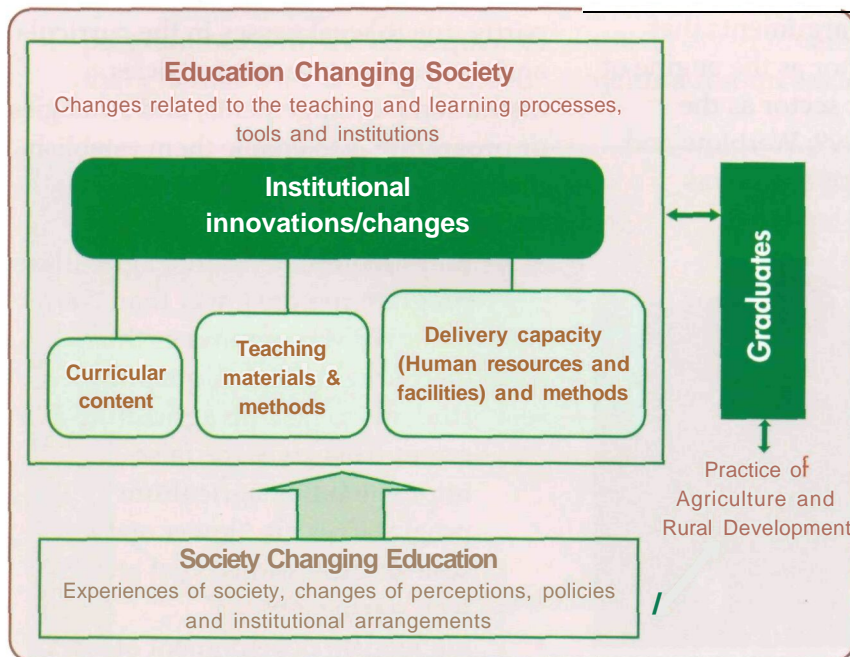 Education Changing Society
Changes related to the teaching and learning processes,
tools and institutions
Institutional
innovations/changes
Curricular
content
Teaching
materials &
methods
Delivery capacity
(Human resources and
facilities) and methods
Graduates
Practice of
Agriculture and
Rural Development
Society Changing Education
Experiences of society, changes of perceptions, policies
and institutional arrangements
/